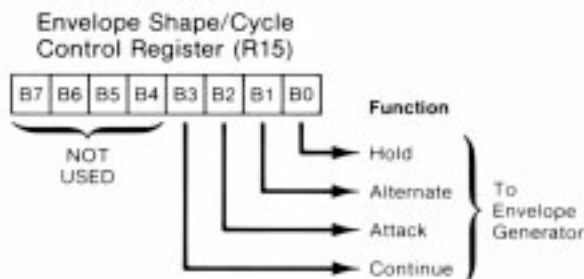 Envelope Shape/Cycle
Control Register (R15)
B7 B6 B5 B4 B3 B2 B1 B0
Function
NOT
USED
Hold
Alternate
Attack
Continue
To
Envelope
Generator